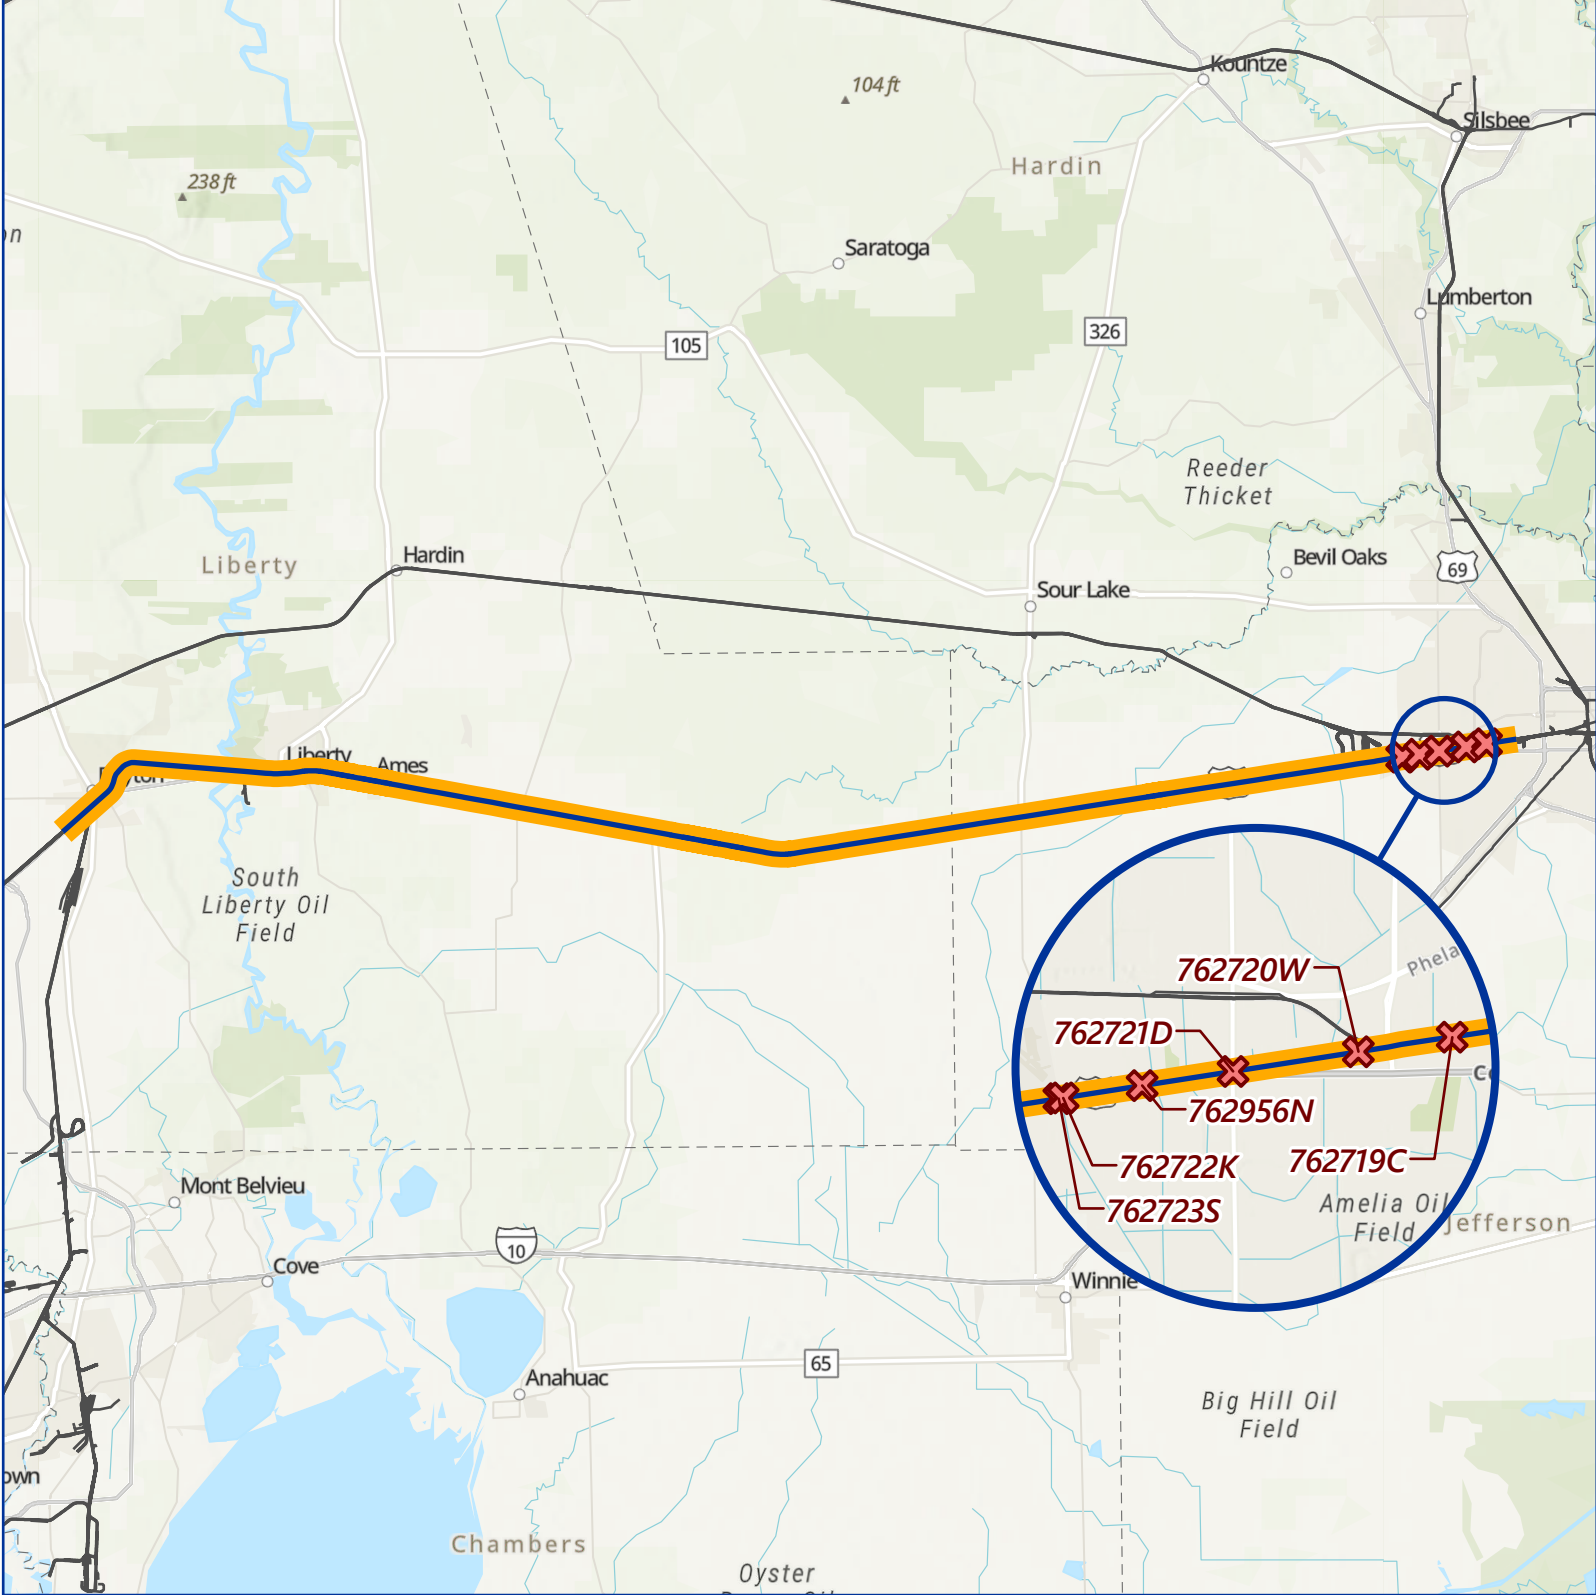 Kountze
104 ft
Silsbee
Hardin
238 ft
Saratoga
Lumberton
105
326
Reeder
Thicket
Hardin
Liberty
Bevil Oaks
69
Sour Lake
Liberty
Ames
South
Liberty Oil
Field
762720W
762721D
762956N
762722K
762719C
762723S
Amelia Oil
Field
Jefferson
Mont Belvieu
10
Cove
Winnie
65
Anahuac
Big Hill Oil
Field
Chambers
Oyster